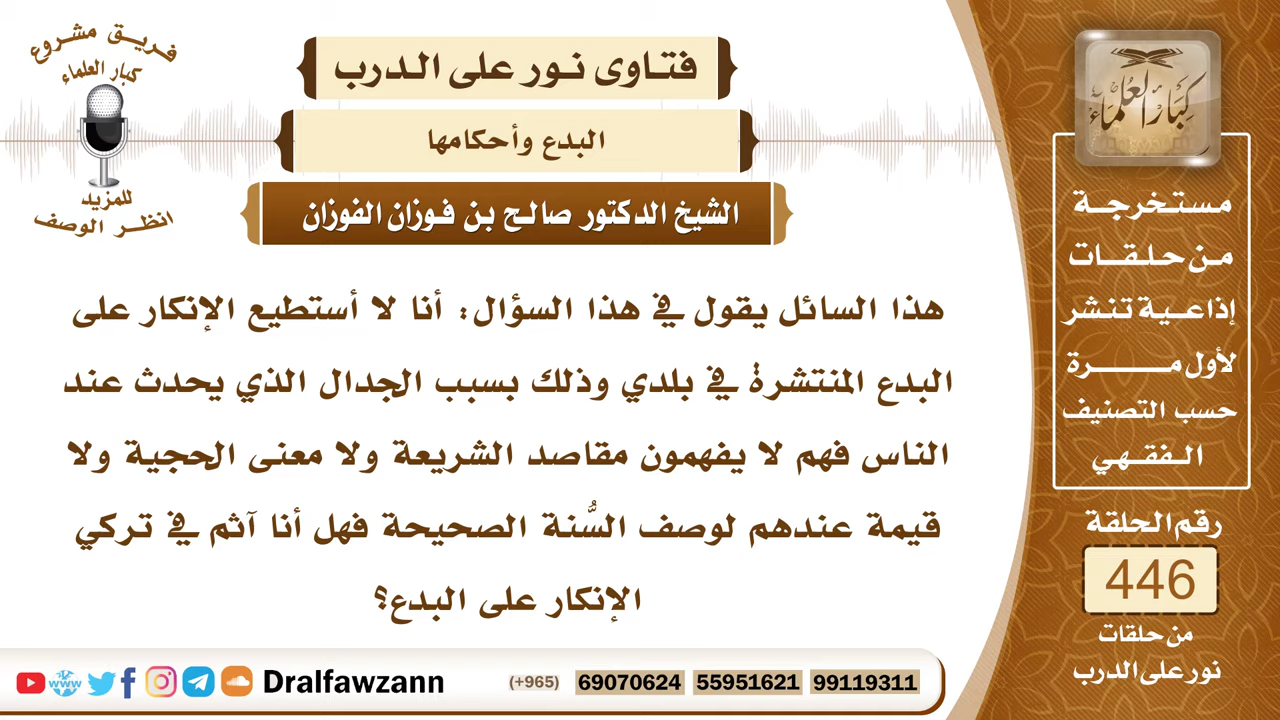 فريق مشروع
كبار العلماء
للمزيد
انظر الوصف
فتاوى نور على الدرب
البدع وأحكامها
الشيخ الدكتور صالح بن فوزان الفوزان
هذا السائل يقول في هذا السؤال: أنا لا أستطيع الإنكار على
البدع المنتشرة في بلدي وذلك بسبب الجدال الذي يحدث عند
الناس فهم لا يفهمون مقاصد الشريعة ولا معنى الحجية ولا
قيمة عندهم لوصف السُّنة الصحيحة فهل أنا آثم في تركي
الإنكار على البدع؟
كبار العلماء
مستخرجة
من حلقات
إذاعية تنشر
لأول مرة
حسب التصنيف
الفقهي
رقم الحلقة
446
من حلقات
نور على الدرب
Dralfawzann (+965) 69070624 55951621 99119311